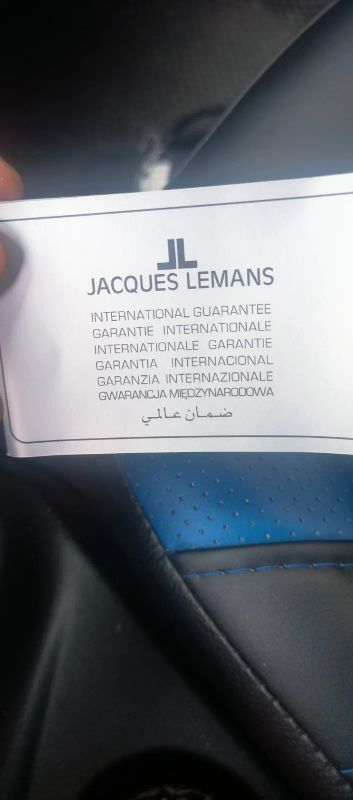 JL
JACQUES LEMANS
INTERNATIONAL GUARANTEE
GARANTIE INTERNATIONALE
INTERNATIONALE GARANTIE
GARANTIA INTERNACIONAL
GARANZIA INTERNAZIONALE
GWARANCJA MIĘDZYNARODOWA
ضمان عالمي